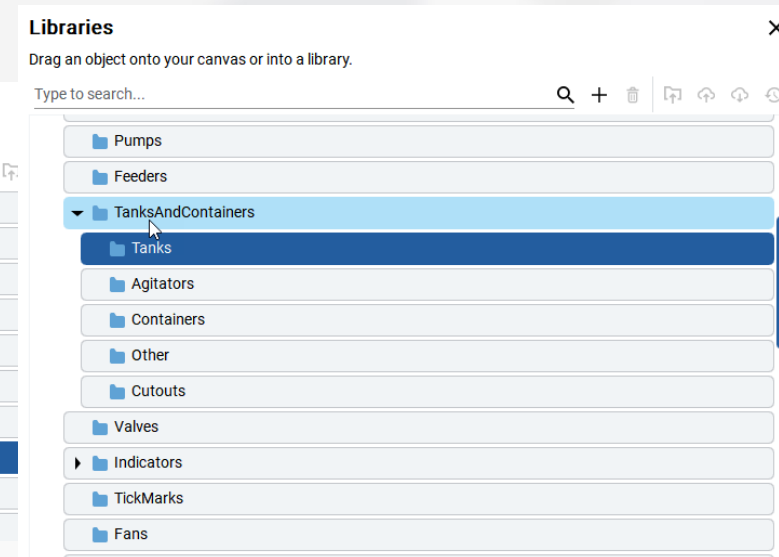 Libraries
Drag an object onto your canvas or into a library.
Type to search...
Pumps
Feeders
TanksAndContainers
Tanks
Agitators
Containers
Other
Cutouts
Valves
Indicators
TickMarks
Fans